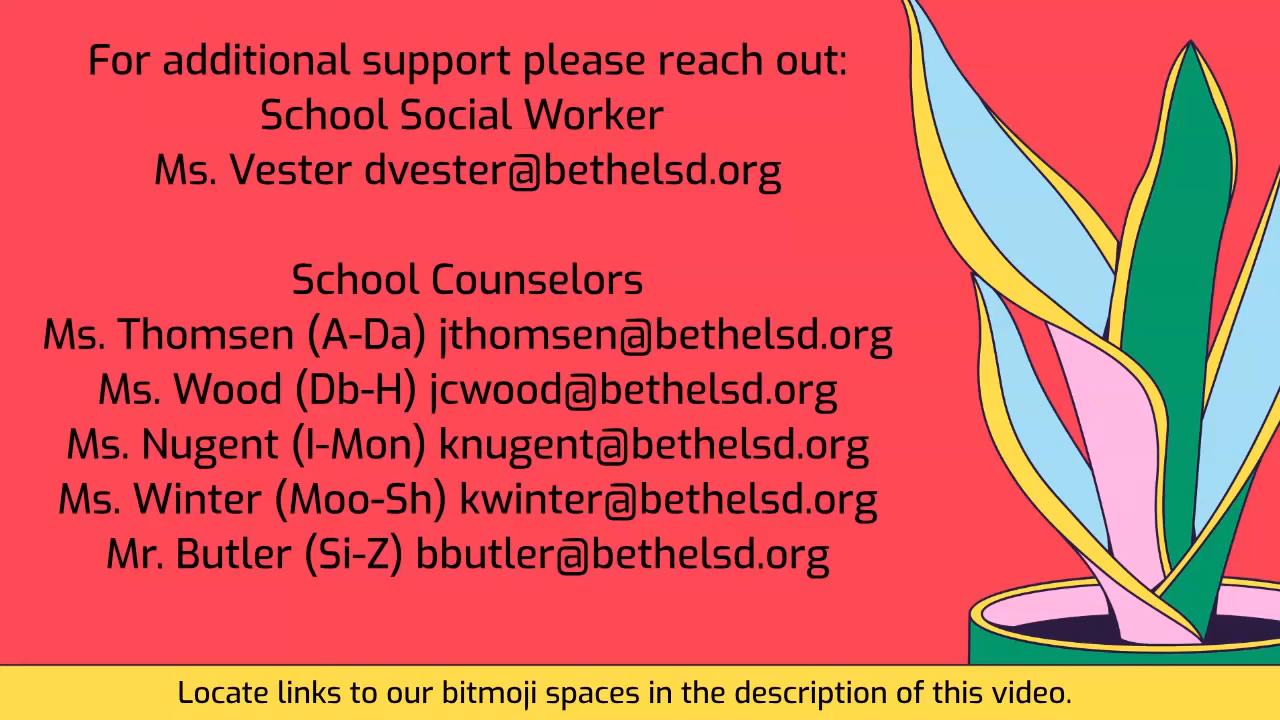 For additional support please reach out:
School Social Worker
Ms. Vester dvester@bethelsd.org
School Counselors
Ms. Thomsen (A-Da) jthomsen@bethelsd.org
Ms. Wood (Db-H) jcwood@bethelsd.org
Ms. Nugent (I-Mon) knugent@bethelsd.org
Ms. Winter (Moo-Sh) kwinter@bethelsd.org
Mr. Butler (Si-Z) bbutler@bethelsd.org
Locate links to our bitmoji spaces in the description of this video.